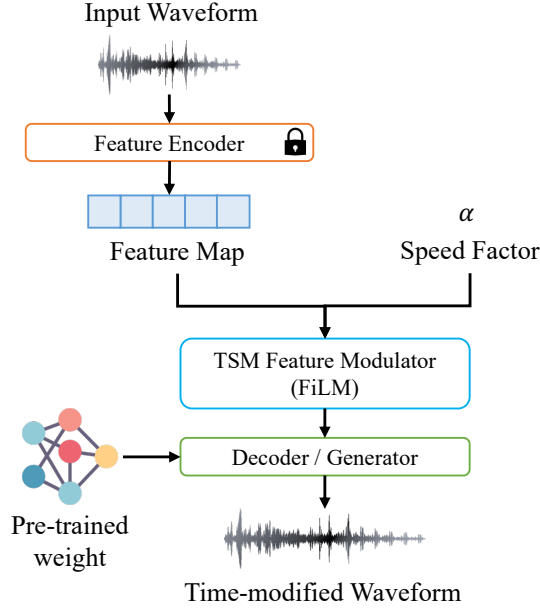 Input Waveform
Feature Encoder
Feature Map
α
Speed Factor
TSM Feature Modulator
(FiLM)
Decoder / Generator
Pre-trained
weight
Time-modified Waveform